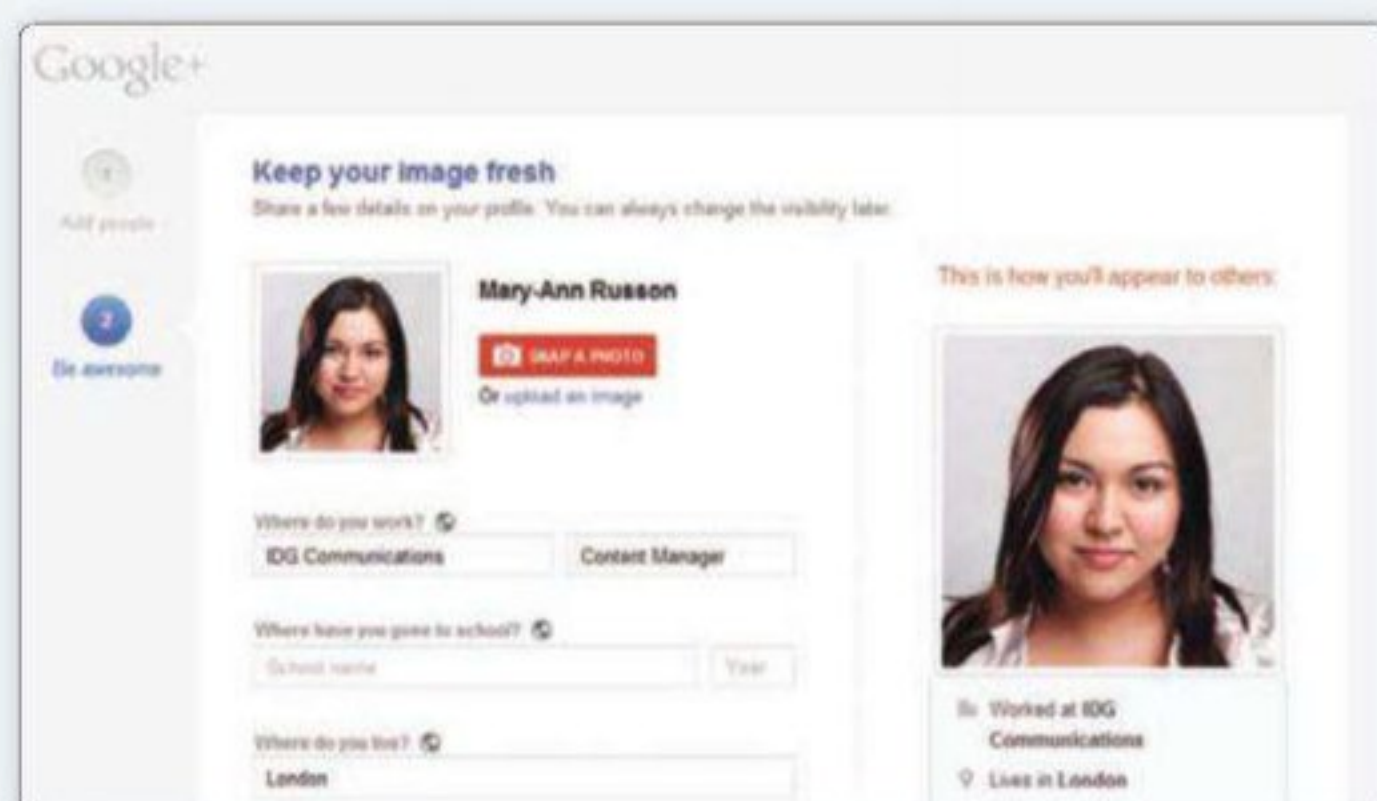 Google+
1
Add people
2
Be awesome
Keep your image fresh
Share a few details on your profile. You can always change the visibility later.
Mary-Ann Russon
SNAP A PHOTO
Or upload an image
Where do you work?
IDG Communications
Content Manager
Where have you gone to school?
School name
Year
Where do you live?
London
This is how you'll appear to others:
Worked at IDG
Communications
Lives in London